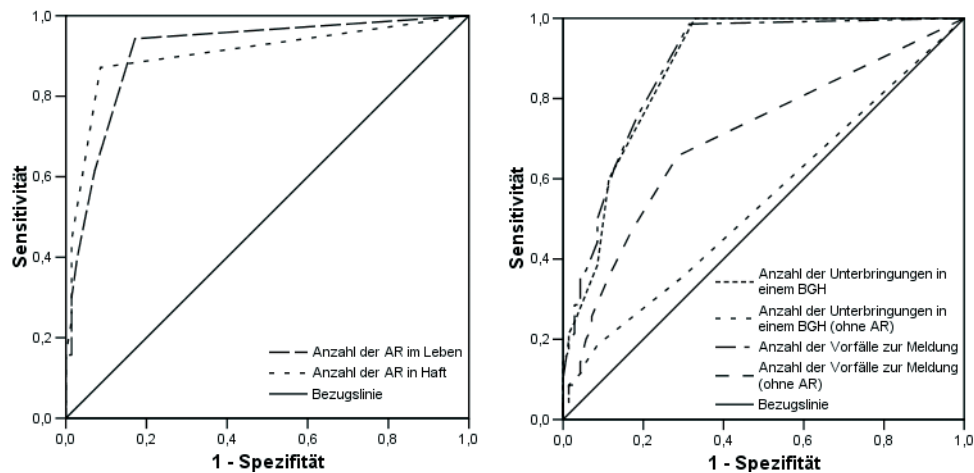 1,0
0,8
0,6
0,4
0,2
0,0
Sensitivität
0,0 0,2 0,4 0,6 0,8 1,0
1 - Spezifität
Anzahl der AR im Leben
Anzahl der AR in Haft
Bezugslinie
1,0
0,8
0,6
0,4
0,2
0,0
Sensitivität
0,0 0,2 0,4 0,6 0,8 1,0
1 - Spezifität
Anzahl der Unterbringungen in
einem BGH
Anzahl der Unterbringungen in
einem BGH (ohne AR)
Anzahl der Vorfälle zur Meldung
Anzahl der Vorfälle zur Meldung
(ohne AR)
Bezugslinie